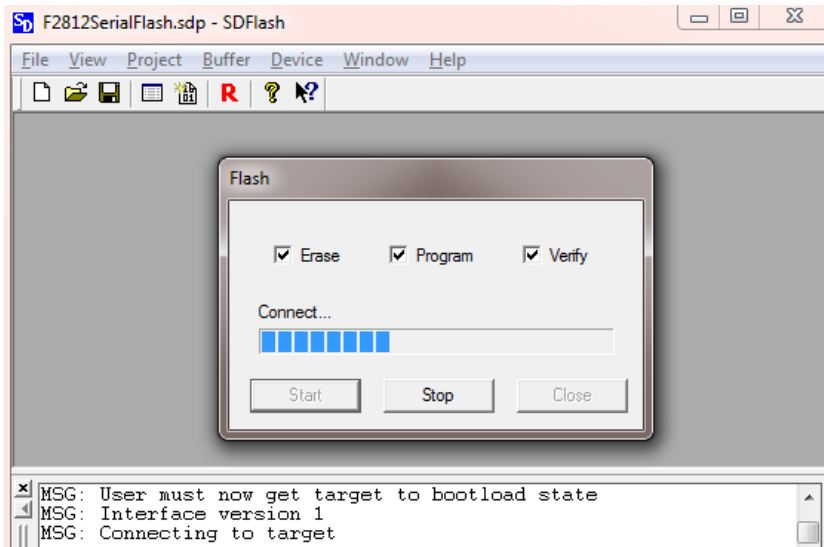 SD F2812SerialFlash.sdp - SDFlash
File View Project Buffer Device Window Help
R ? ?
Flash
Erase Program Verify
Connect...
Start Stop Close
MSG: User must now get target to bootload state
MSG: Interface version 1
MSG: Connecting to target